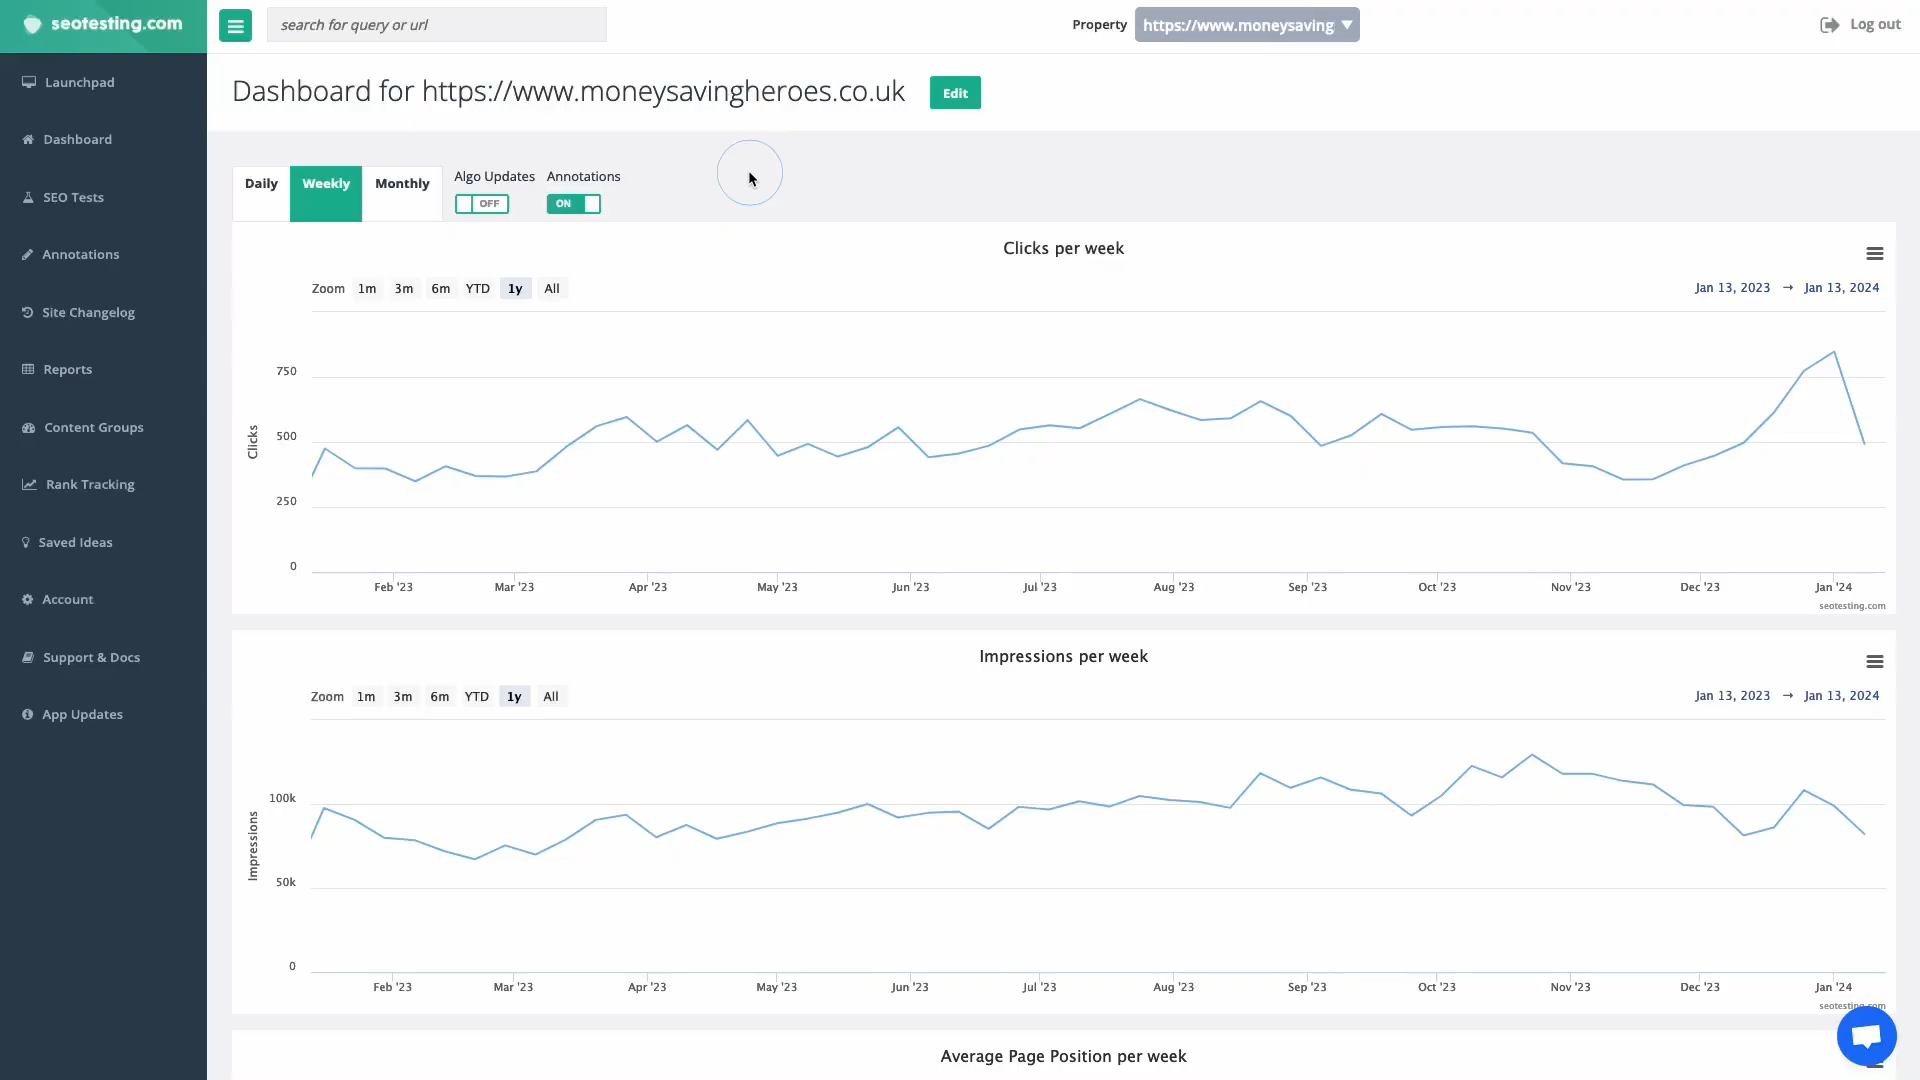 seotesting.com
search for query or url
Property https://www.moneysaving
Log out
Launchpad
Dashboard
SEO Tests
Annotations
Site Changelog
Reports
Content Groups
Rank Tracking
Saved Ideas
Account
Support & Docs
App Updates
Dashboard for https://www.moneysavingheroes.co.uk Edit
Daily Weekly Monthly
Algo Updates Annotations
OFF ON
Clicks per week
Zoom 1m 3m 6m YTD 1y All
Jan 13, 2023 → Jan 13, 2024
Clicks
750
500
250
0
Feb '23 Mar '23 Apr '23 May '23 Jun '23 Jul '23 Aug '23 Sep '23 Oct '23 Nov '23 Dec '23 Jan '24
seotesting.com
Impressions per week
Zoom 1m 3m 6m YTD 1y All
Jan 13, 2023 → Jan 13, 2024
Impressions
100k
50k
0
Feb '23 Mar '23 Apr '23 May '23 Jun '23 Jul '23 Aug '23 Sep '23 Oct '23 Nov '23 Dec '23 Jan '24
seotesting.com
Average Page Position per week